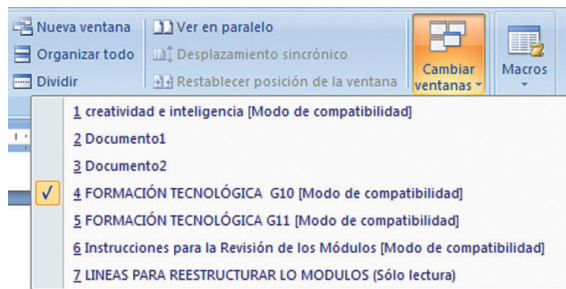 Nueva ventana
Ver en paralelo
Organizar todo
Desplazamiento sincrónico
Dividir
Restablecer posición de la ventana
Cambiar
ventanas
Macros
1 creatividad e inteligencia [Modo de compatibilidad]
2 Documento1
3 Documento2
4 FORMACIÓN TECNOLÓGICA  G10 [Modo de compatibilidad]
5 FORMACIÓN TECNOLÓGICA G11 [Modo de compatibilidad]
6 Instrucciones para la Revisión de los Módulos [Modo de compatibilidad]
7 LINEAS PARA REESTRUCTURAR LO MODULOS (Sólo lectura)